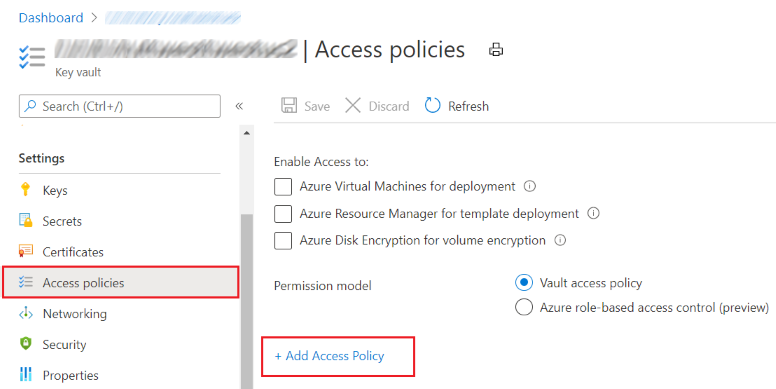 Dashboard >
| Access policies
Key vault
Search (Ctrl+/)
«
Save
Discard
Refresh
Settings
Keys
Secrets
Certificates
Access policies
Networking
Security
Properties
Enable Access to:
Azure Virtual Machines for deployment
Azure Resource Manager for template deployment
Azure Disk Encryption for volume encryption
Permission model
Vault access policy
Azure role-based access control (preview)
+ Add Access Policy